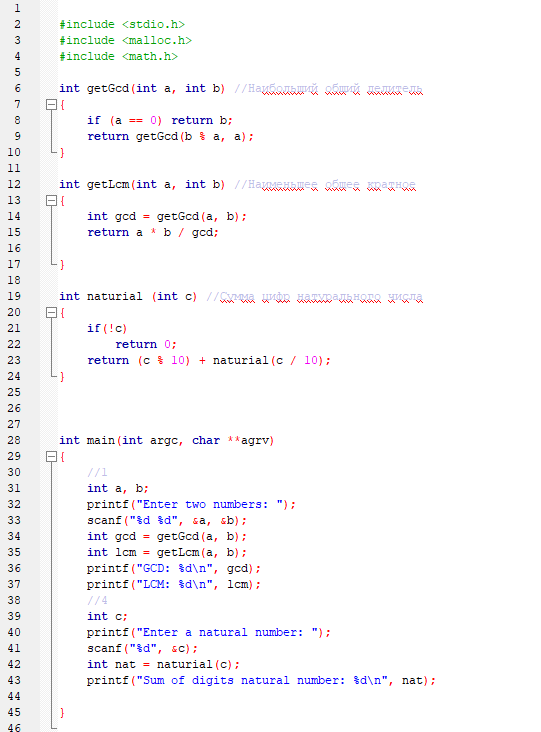 1
2 #include <stdio.h>
3 #include <malloc.h>
4 #include <math.h>
5
6 int getGcd(int a, int b) //Наибольший общий делитель
7 {
8 if (a == 0) return b;
9 return getGcd(b % a, a);
10 }
11
12 int getLcm(int a, int b) //Наименьшее общее кратное
13 {
14 int gcd = getGcd(a, b);
15 return a * b / gcd;
16
17 }
18
19 int naturial (int c) //Сумма цифр натурального числа
20 {
21 if(!c)
22 return 0;
23 return (c % 10) + naturial(c / 10);
24 }
25
26
27
28 int main(int argc, char **agrv)
29 {
30 //1
31 int a, b;
32 printf("Enter two numbers: ");
33 scanf("%d %d", &a, &b);
34 int gcd = getGcd(a, b);
35 int lcm = getLcm(a, b);
36 printf("GCD: %d\n", gcd);
37 printf("LCM: %d\n", lcm);
38 //4
39 int c;
40 printf("Enter a natural number: ");
41 scanf("%d", &c);
42 int nat = naturial(c);
43 printf("Sum of digits natural number: %d\n", nat);
44
45 }
46